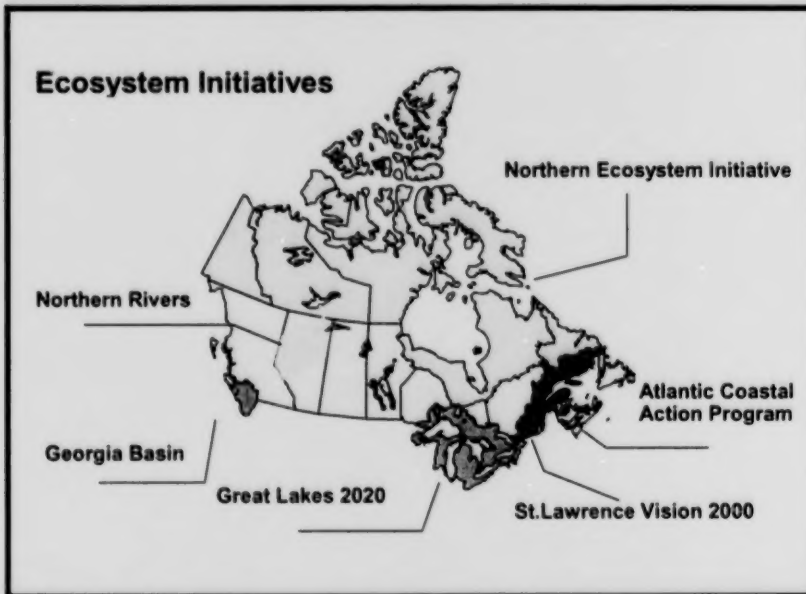 Ecosystem Initiatives
Northern Ecosystem Initiative
Northern Rivers
Atlantic Coastal
Action Program
Georgia Basin
Great Lakes 2020
St.Lawrence Vision 2000